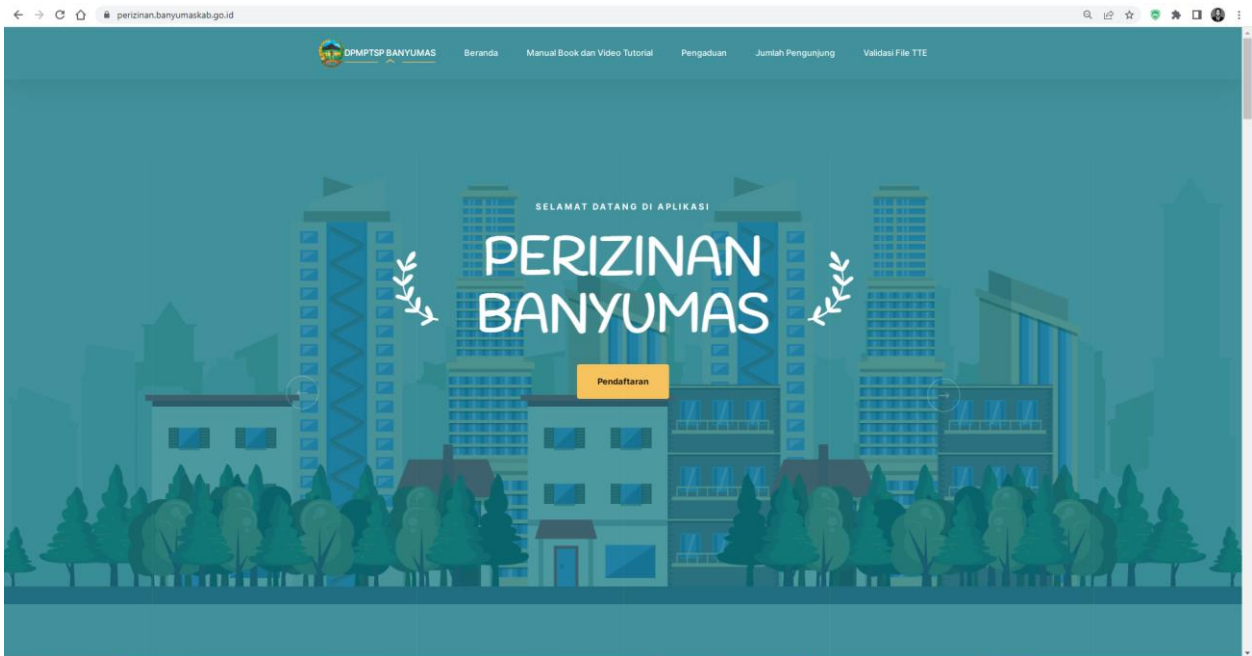 perizinan.banyumaskab.go.id
DPMPTSP BANYUMAS Beranda Manual Book dan Video Tutorial Pengaduan Jumlah Pengunjung Validasi File TTE
SELAMAT DATANG DI APLIKASI
PERIZINAN
BANYUMAS
Pendaftaran